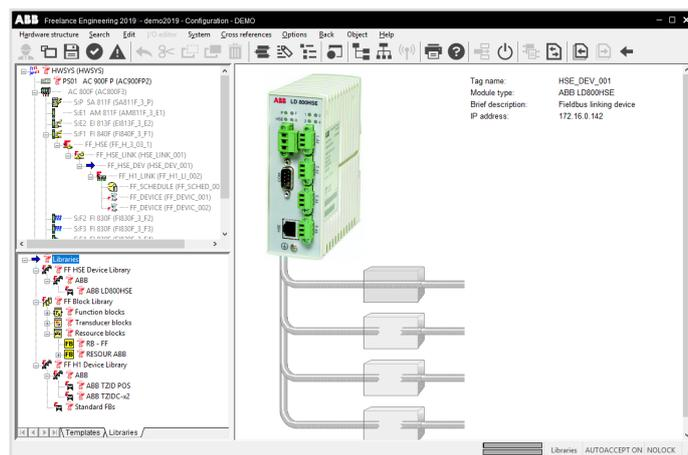 ABB Freelance Engineering 2019 - demo2019 - Configuration - DEMO
Hardware structure Search Edit I/O editor System Cross references Options Back Object Help
HWSYS (HWSYS)
PS01 AC 900F P (AC900FP2)
AC 800F (AC800F3)
S:P SA 811F (SA811F_3_P)
S:E1 AM 811F (AM811F_3_E1)
S:E2 EI 813F (EI813F_3_E2)
S:F1 FI 840F (FI840F_3_F1)
FF_HSE (FF_H_3_03_1)
FF_HSE_LINK (HSE_LINK_001)
FF_HSE_DEV (HSE_DEV_001)
FF_H1_LINK (FF_H1_LI_002)
FF_SCHEDULE (FF_SCHED_00
FF_DEVICE (FF_DEVIC_001)
FF_DEVICE (FF_DEVIC_002)
S:F2 FI 830F (FI830F_3_F2)
S:F3 FI 830F (FI830F_3_F3)
S:F4 FI 830F (FI830F_3_F4)
Libraries
FF HSE Device Library
ABB
ABB LD800HSE
FF Block Library
Function blocks
Transducer blocks
Resource blocks
FB RB - FF
FB RESOUR ABB
FF H1 Device Library
ABB
ABB TZID POS
ABB TZIDC-x2
Standard FBs
Templates Libraries
ABB LD 800HSE
Tag name: HSE_DEV_001
Module type: ABB LD800HSE
Brief description: Fieldbus linking device
IP address: 172.16.0.142
Libraries AUTOACCEPT ON NOLOCK